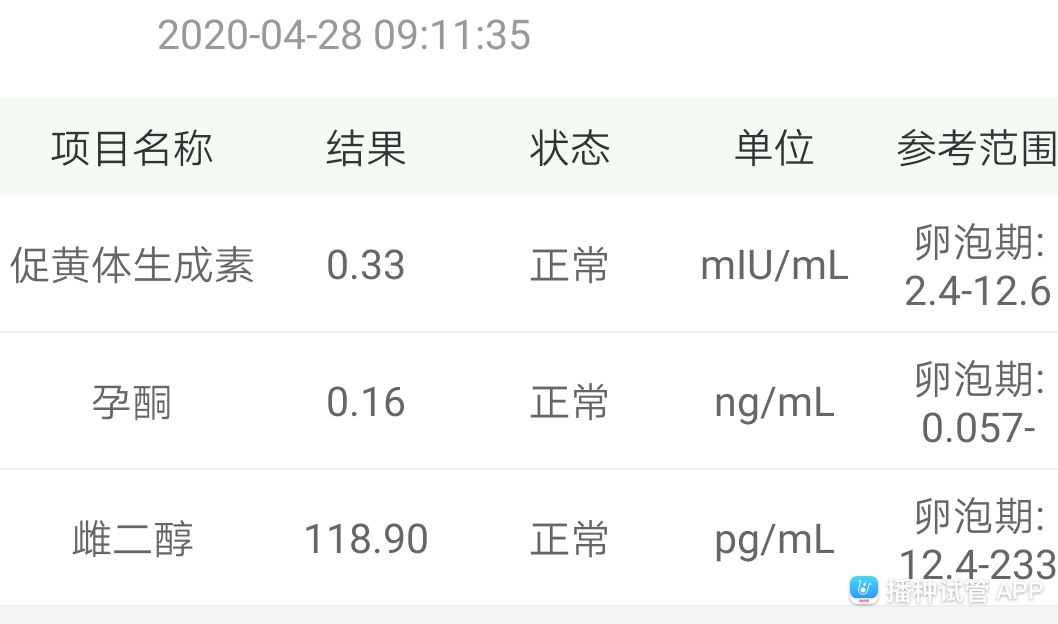 2020-04-28 09:11:35
项目名称 结果 状态 单位 参考范围
促黄体生成素 0.33 正常 mIU/mL 卵泡期:
2.4-12.6
孕酮 0.16 正常 ng/mL 卵泡期:
0.057-
雌二醇 118.90 正常 pg/mL 卵泡期:
12.4-233
播种试管 APP